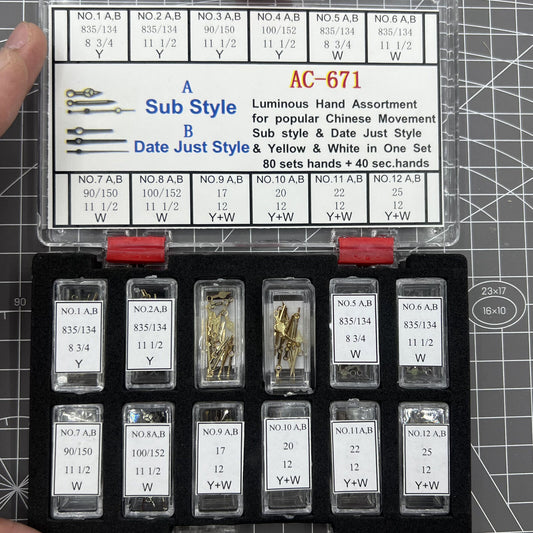 NO.1 A,B
835/134
8 3/4
Y
NO.2 A,B
835/134
11 1/2
Y
NO.3 A,B
90/150
11 1/2
Y
NO.4 A,B
100/152
11 1/2
Y
NO.5 A,B
835/134
8 3/4
W
NO.6 A,B
835/134
11 1/2
W
A
Sub Style
B
Date Just Style
AC-671
Luminous Hand Assortment
for popular Chinese Movement
Sub style & Date Just Style
& Yellow & White in One Set
80 sets hands + 40 sec.hands
NO.7 A,B
90/150
11 1/2
W
NO.8 A,B
100/152
11 1/2
W
NO.9 A,B
17
12
Y+W
NO.10 A,B
20
12
Y+W
NO.11 A,B
22
12
Y+W
NO.12 A,B
25
12
Y+W
NO.1 A,B
835/134
8 3/4
Y
NO.2A,B
835/134
11 1/2
Y
NO.5 A,B
835/134
8 3/4
W
NO.6 A,B
835/134
11 1/2
W
NO.7 A,B
90/150
11 1/2
W
NO.8A,B
100/152
11 1/2
W
NO.9 A,B
17
12
Y+W
NO.10 A,B
20
12
Y+W
NO.11A,B
22
12
Y+W
NO.12 A,B
25
12
Y+W
90
23×17
16×10